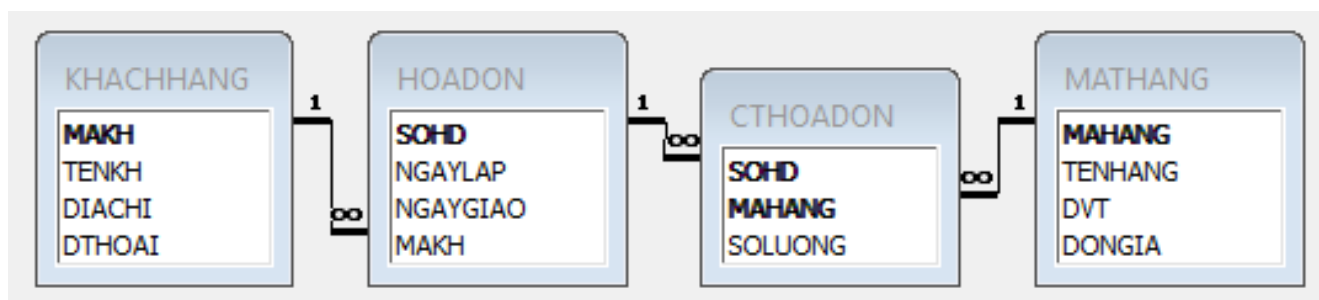 KHACHHANG
MAKH
TENKH
DIACHI
DTHOAI
1
∞
HOADON
SOHD
NGAYLAP
NGAYGIAO
MAKH
1
∞
CTHOADON
SOHD
MAHANG
SOLUONG
∞
1
MATHANG
MAHANG
TENHANG
DVT
DONGIA